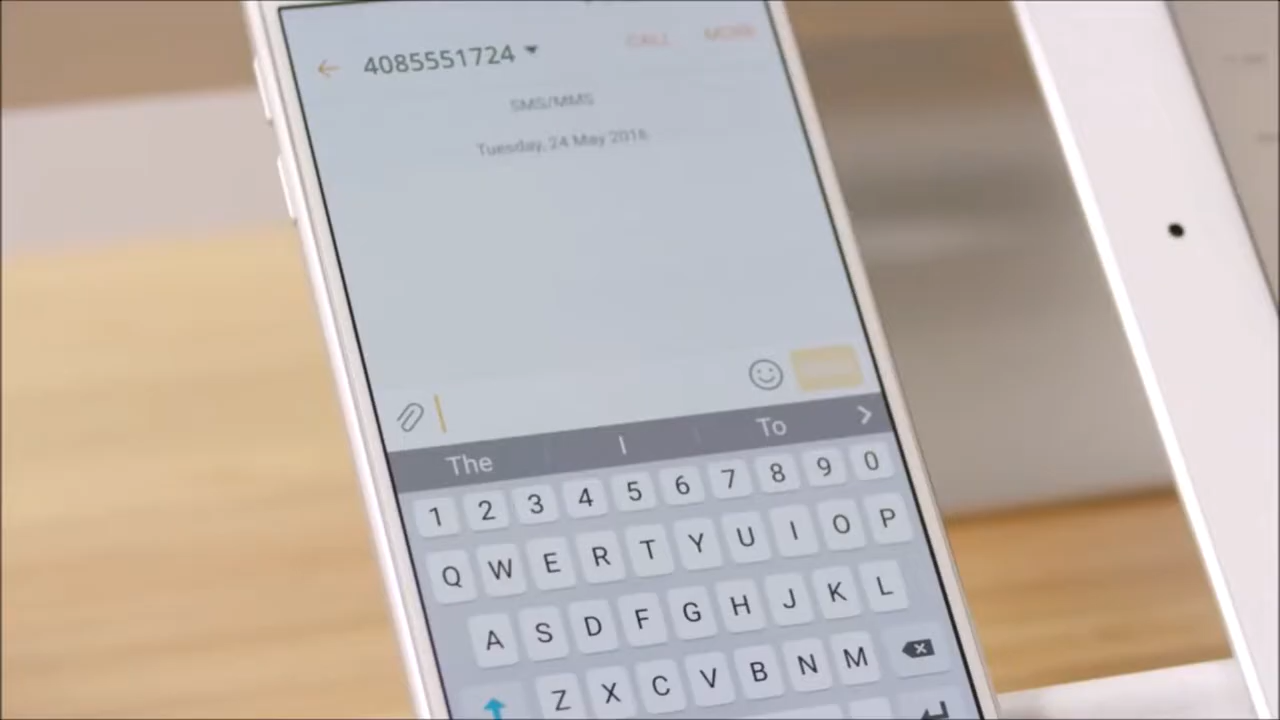 4085551724
CALL MORE
SMS/MMS
Tuesday, 24 May 2016
The I To
1 2 3 4 5 6 7 8 9 0
Q W E R T Y U I O P
A S D F G H J K L
Z X C V B N M